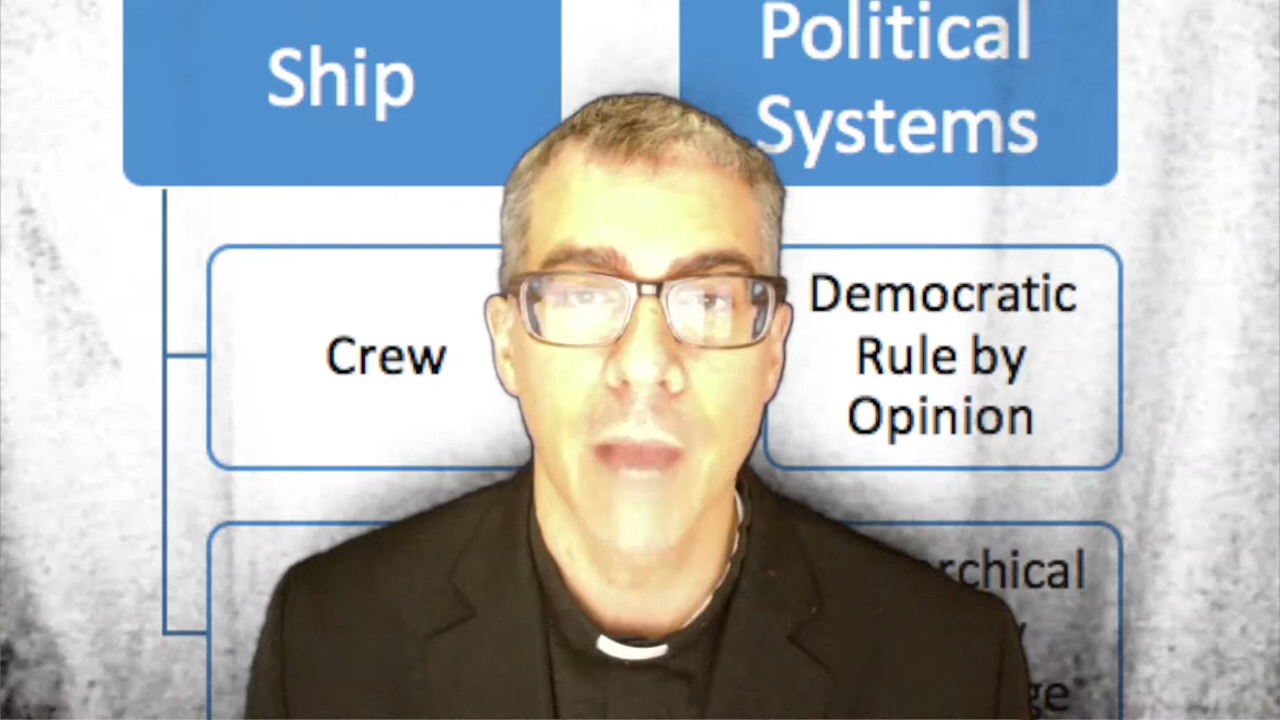 Ship
Political
Systems
Crew
Democratic
Rule by
Opinion